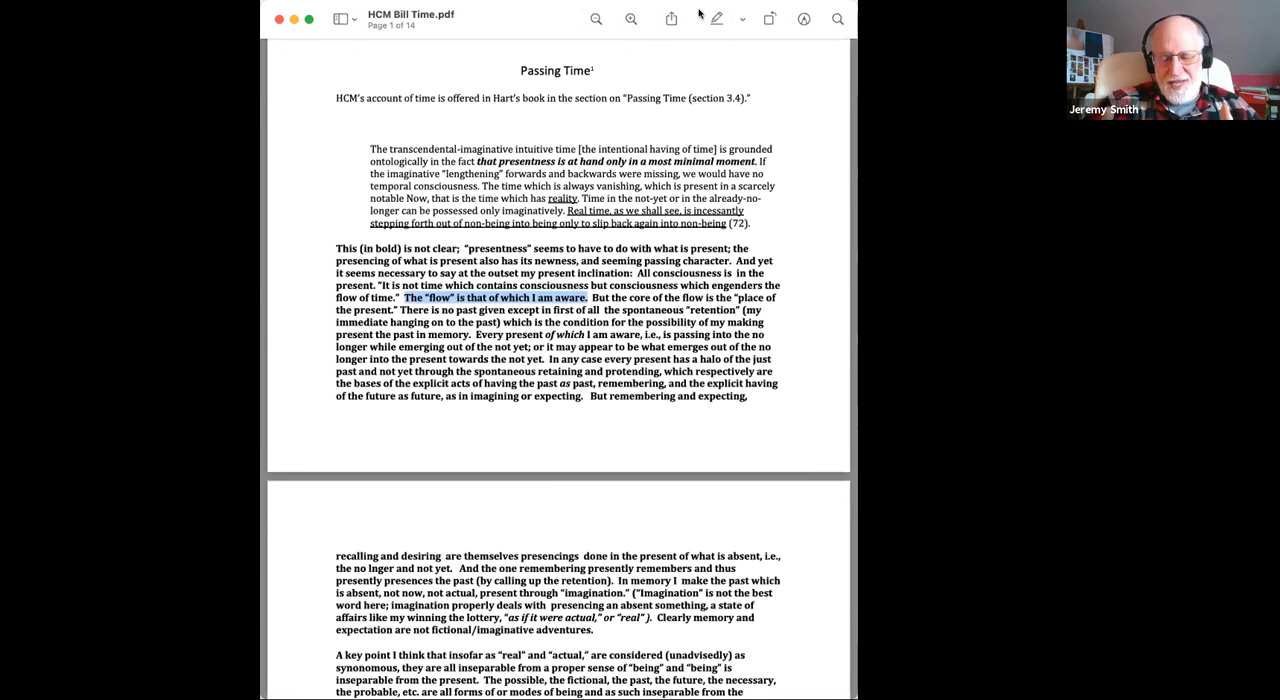 HCM Bill Time.pdf
Page 1 of 14
Jeremy Smith
Passing Time¹
HCM's account of time is offered in Hart's book in the section on "Passing Time (section 3.4)."
The transcendental-imaginative intuitive time [the intentional having of time] is grounded
ontologically in the fact that presentness is at hand only in a most minimal moment. If
the imaginative "lengthening" forwards and backwards were missing, we would have no
temporal consciousness. The time which is always vanishing, which is present in a scarcely
notable Now, that is the time which has reality. Time in the not-yet or in the already-no-
longer can be possessed only imaginatively. Real time, as we shall see, is incessantly
stepping forth out of non-being into being only to slip back again into non-being (72).
This (in bold) is not clear; "presentness" seems to have to do with what is present; the
presencing of what is present also has its newness, and seeming passing character. And yet
it seems necessary to say at the outset my present inclination: All consciousness is in the
present. "It is not time which contains consciousness but consciousness which engenders the
flow of time." The "flow" is that of which I am aware. But the core of the flow is the "place of
the present." There is no past given except in first of all the spontaneous "retention" (my
immediate hanging on to the past) which is the condition for the possibility of my making
present the past in memory. Every present of which I am aware, i.e., is passing into the no
longer while emerging out of the not yet; or it may appear to be what emerges out of the no
longer into the present towards the not yet. In any case every present has a halo of the just
past and not yet through the spontaneous retaining and protending, which respectively are
the bases of the explicit acts of having the past as past, remembering, and the explicit having
of the future as future, as in imagining or expecting. But remembering and expecting,
recalling and desiring are themselves presencings done in the present of what is absent, i.e.,
the no lnger and not yet. And the one remembering presently remembers and thus
presently presences the past (by calling up the retention). In memory I make the past which
is absent, not now, not actual, present through "imagination." ("Imagination" is not the best
word here; imagination properly deals with presencing an absent something, a state of
affairs like my winning the lottery, "as if it were actual," or "real" ). Clearly memory and
expectation are not fictional/imaginative adventures.
A key point I think that insofar as "real" and "actual," are considered (unadvisedly) as
synonomous, they are all inseparable from a proper sense of "being" and "being" is
inseparable from the present. The possible, the fictional, the past, the future, the necessary,
the probable, etc. are all forms of or modes of being and as such inseparable from the